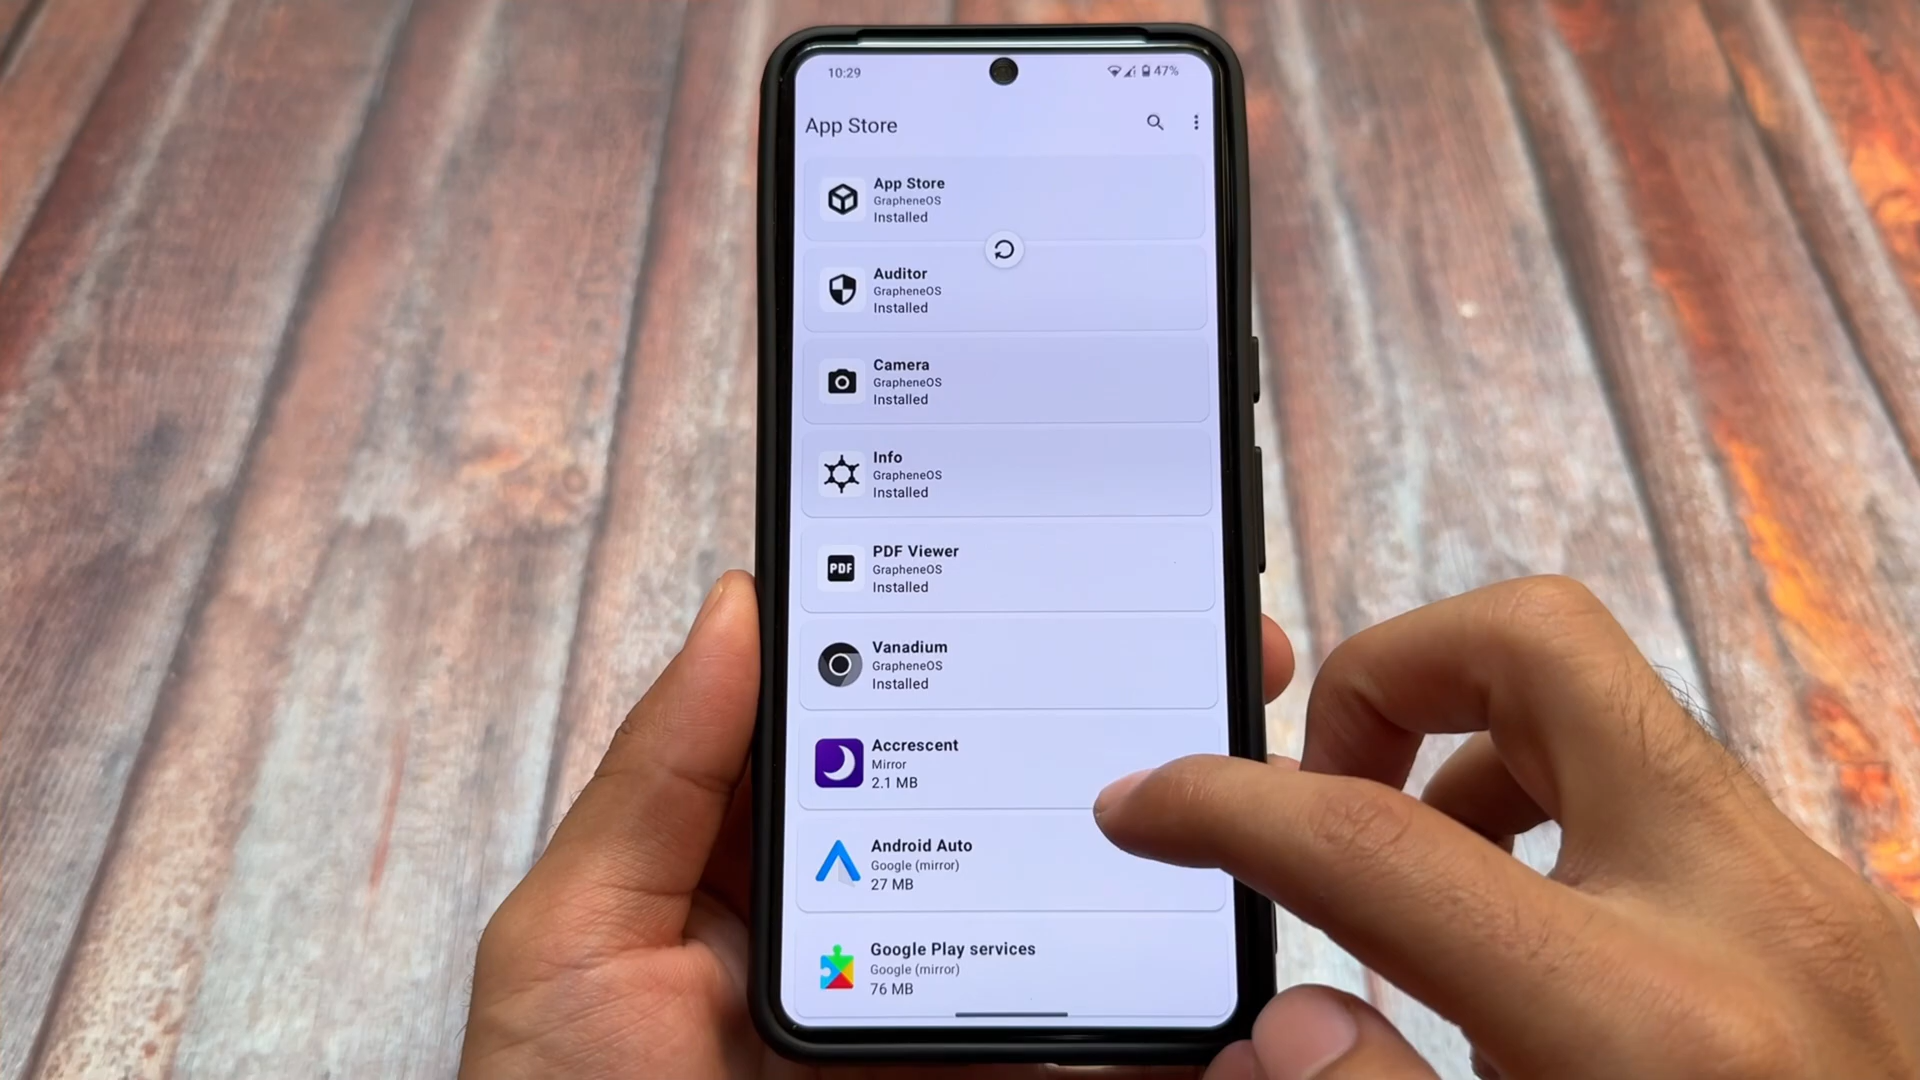 10:29
47%
App Store
App Store
GrapheneOS
Installed
Auditor
GrapheneOS
Installed
Camera
GrapheneOS
Installed
Info
GrapheneOS
Installed
PDF
PDF Viewer
GrapheneOS
Installed
Vanadium
GrapheneOS
Installed
Accrescent
Mirror
2.1 MB
Android Auto
Google (mirror)
27 MB
Google Play services
Google (mirror)
76 MB